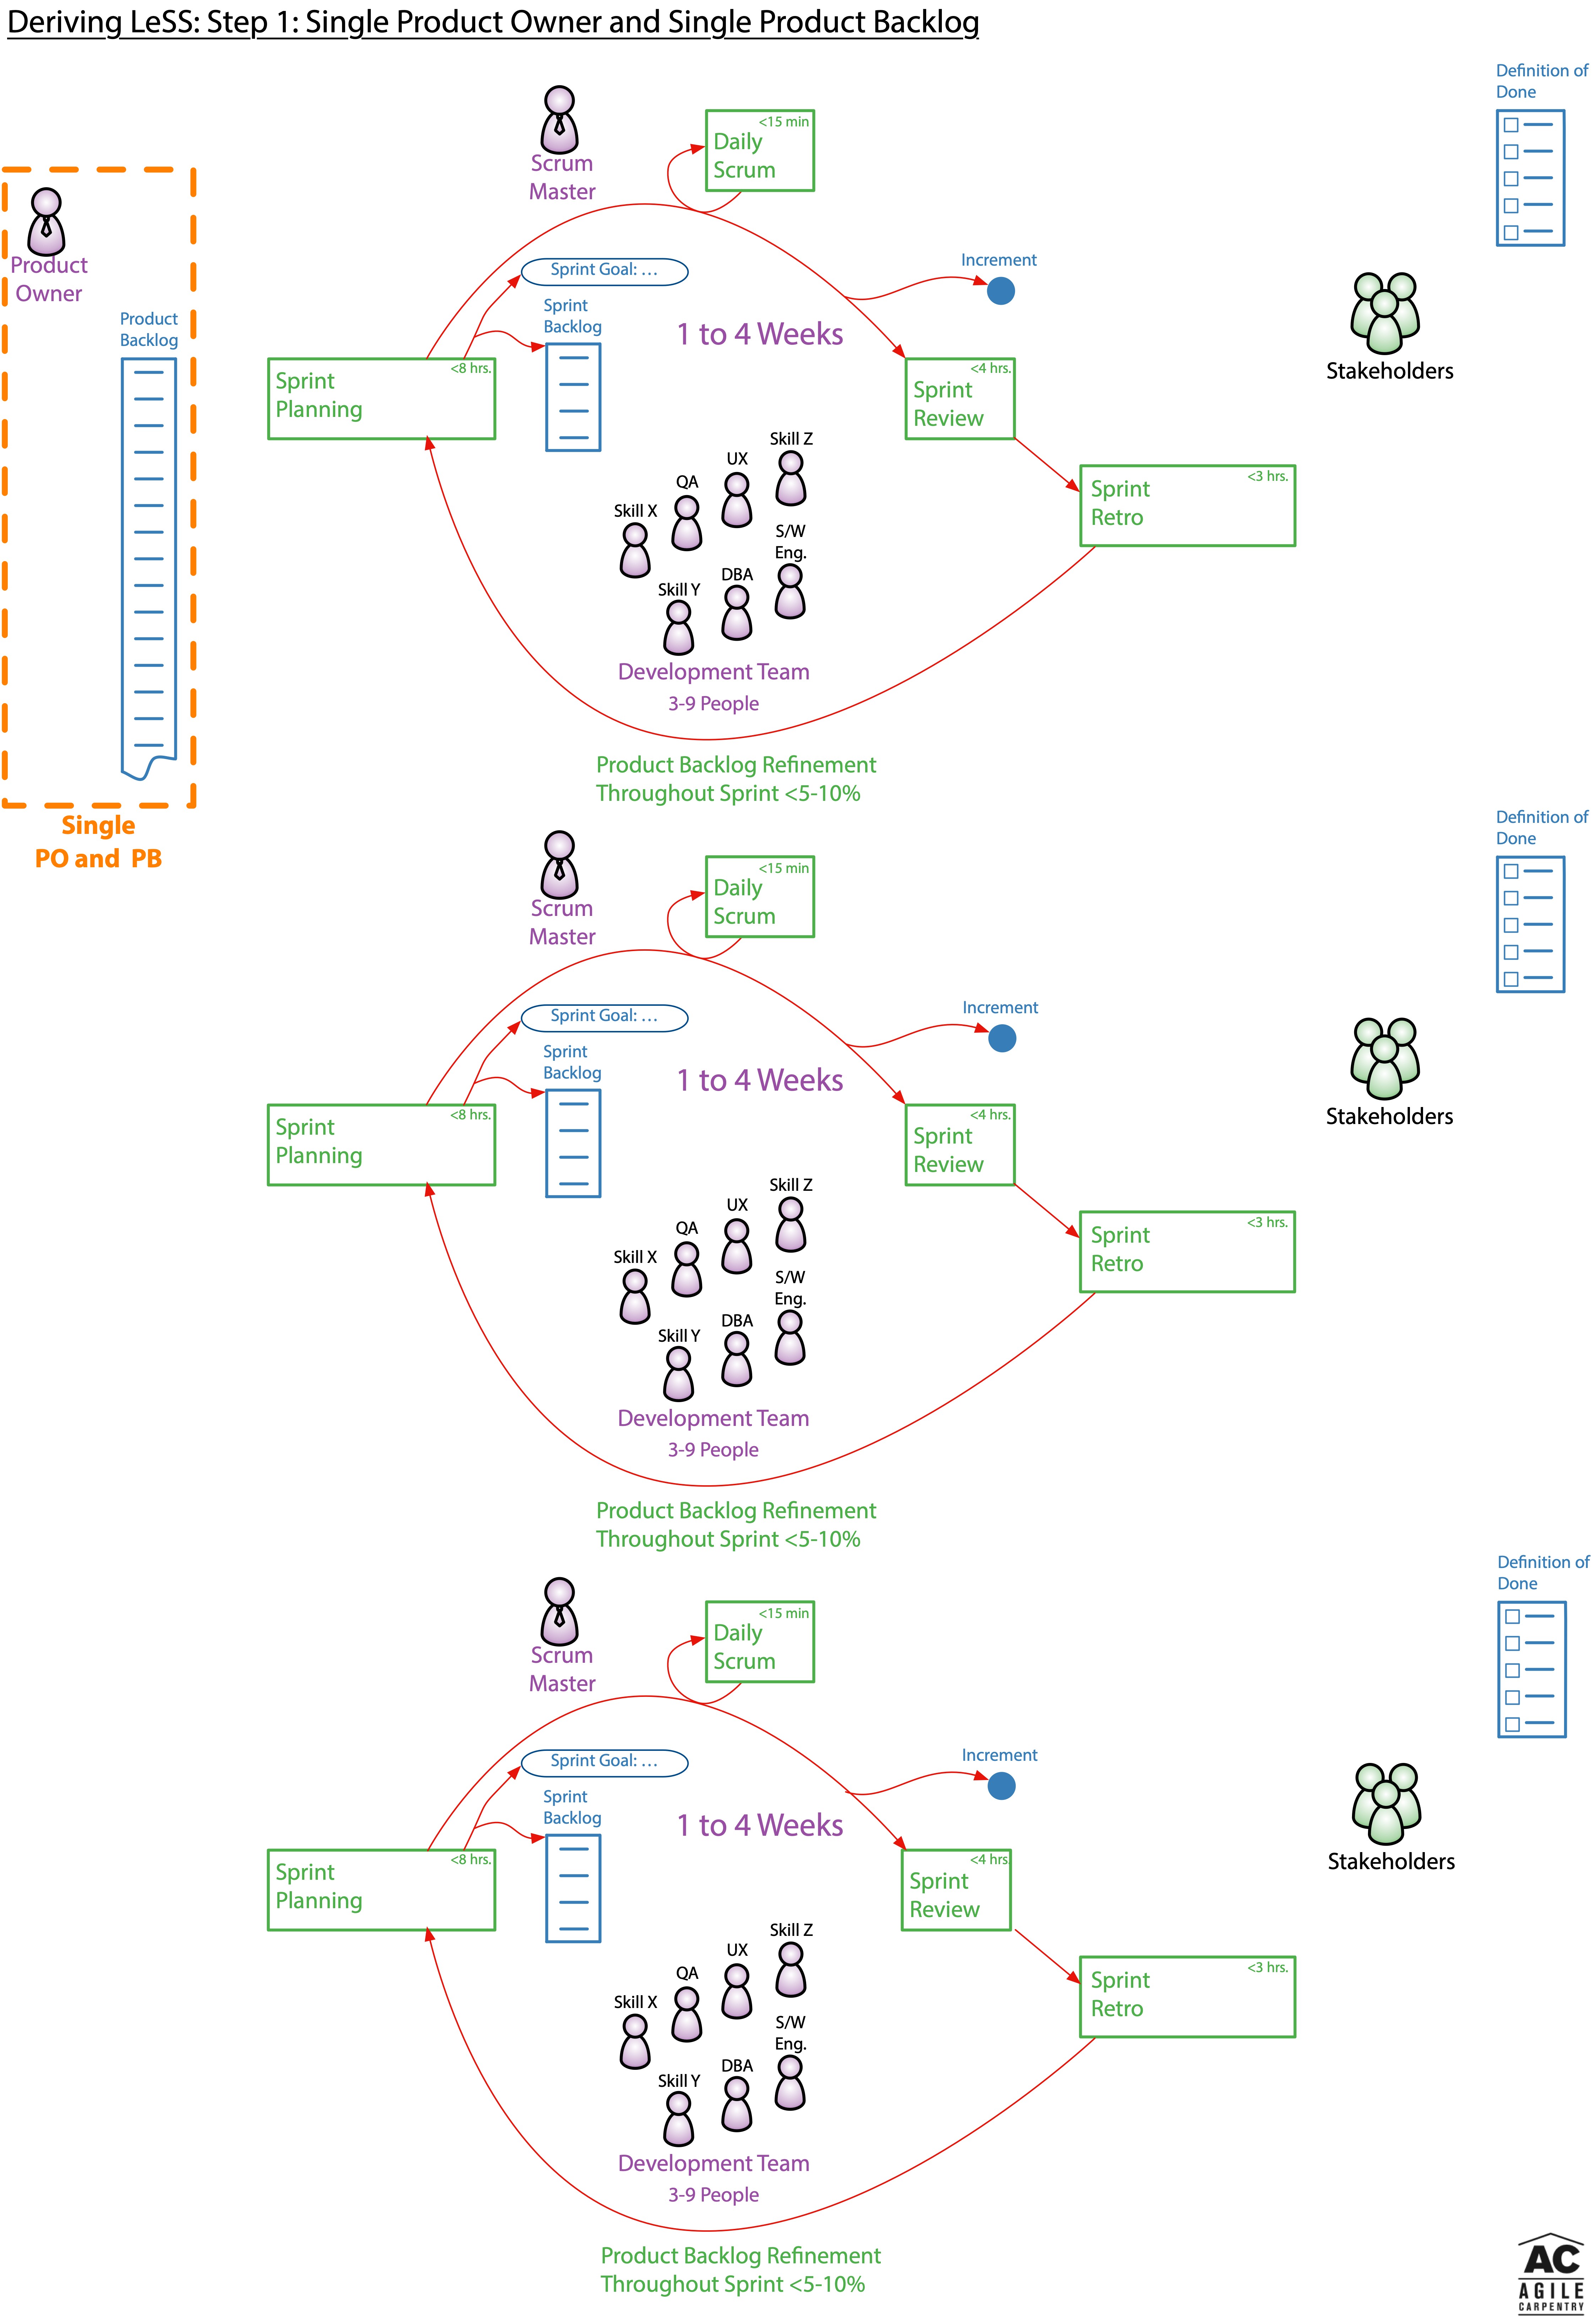 Deriving LeSS: Step 1: Single Product Owner and Single Product Backlog
Product
Owner
Product
Backlog
Single
PO and PB
Scrum
Master
<15 min
Daily
Scrum
Definition of
Done
Sprint Goal: ...
Increment
Sprint
Backlog
1 to 4 Weeks
Stakeholders
<8 hrs.
Sprint
Planning
<4 hrs.
Sprint
Review
<3 hrs.
Sprint
Retro
Skill Z
UX
QA
Skill X
S/W
Eng.
DBA
Skill Y
Development Team
3-9 People
Product Backlog Refinement
Throughout Sprint <5-10%
Scrum
Master
<15 min
Daily
Scrum
Definition of
Done
Sprint Goal: ...
Increment
Sprint
Backlog
1 to 4 Weeks
Stakeholders
<8 hrs.
Sprint
Planning
<4 hrs.
Sprint
Review
<3 hrs.
Sprint
Retro
Skill Z
UX
QA
Skill X
S/W
Eng.
DBA
Skill Y
Development Team
3-9 People
Product Backlog Refinement
Throughout Sprint <5-10%
Scrum
Master
<15 min
Daily
Scrum
Definition of
Done
Sprint Goal: ...
Increment
Sprint
Backlog
1 to 4 Weeks
Stakeholders
<8 hrs.
Sprint
Planning
<4 hrs.
Sprint
Review
<3 hrs.
Sprint
Retro
Skill Z
UX
QA
Skill X
S/W
Eng.
DBA
Skill Y
Development Team
3-9 People
Product Backlog Refinement
Throughout Sprint <5-10%
AC
AGILE
CARPENTRY